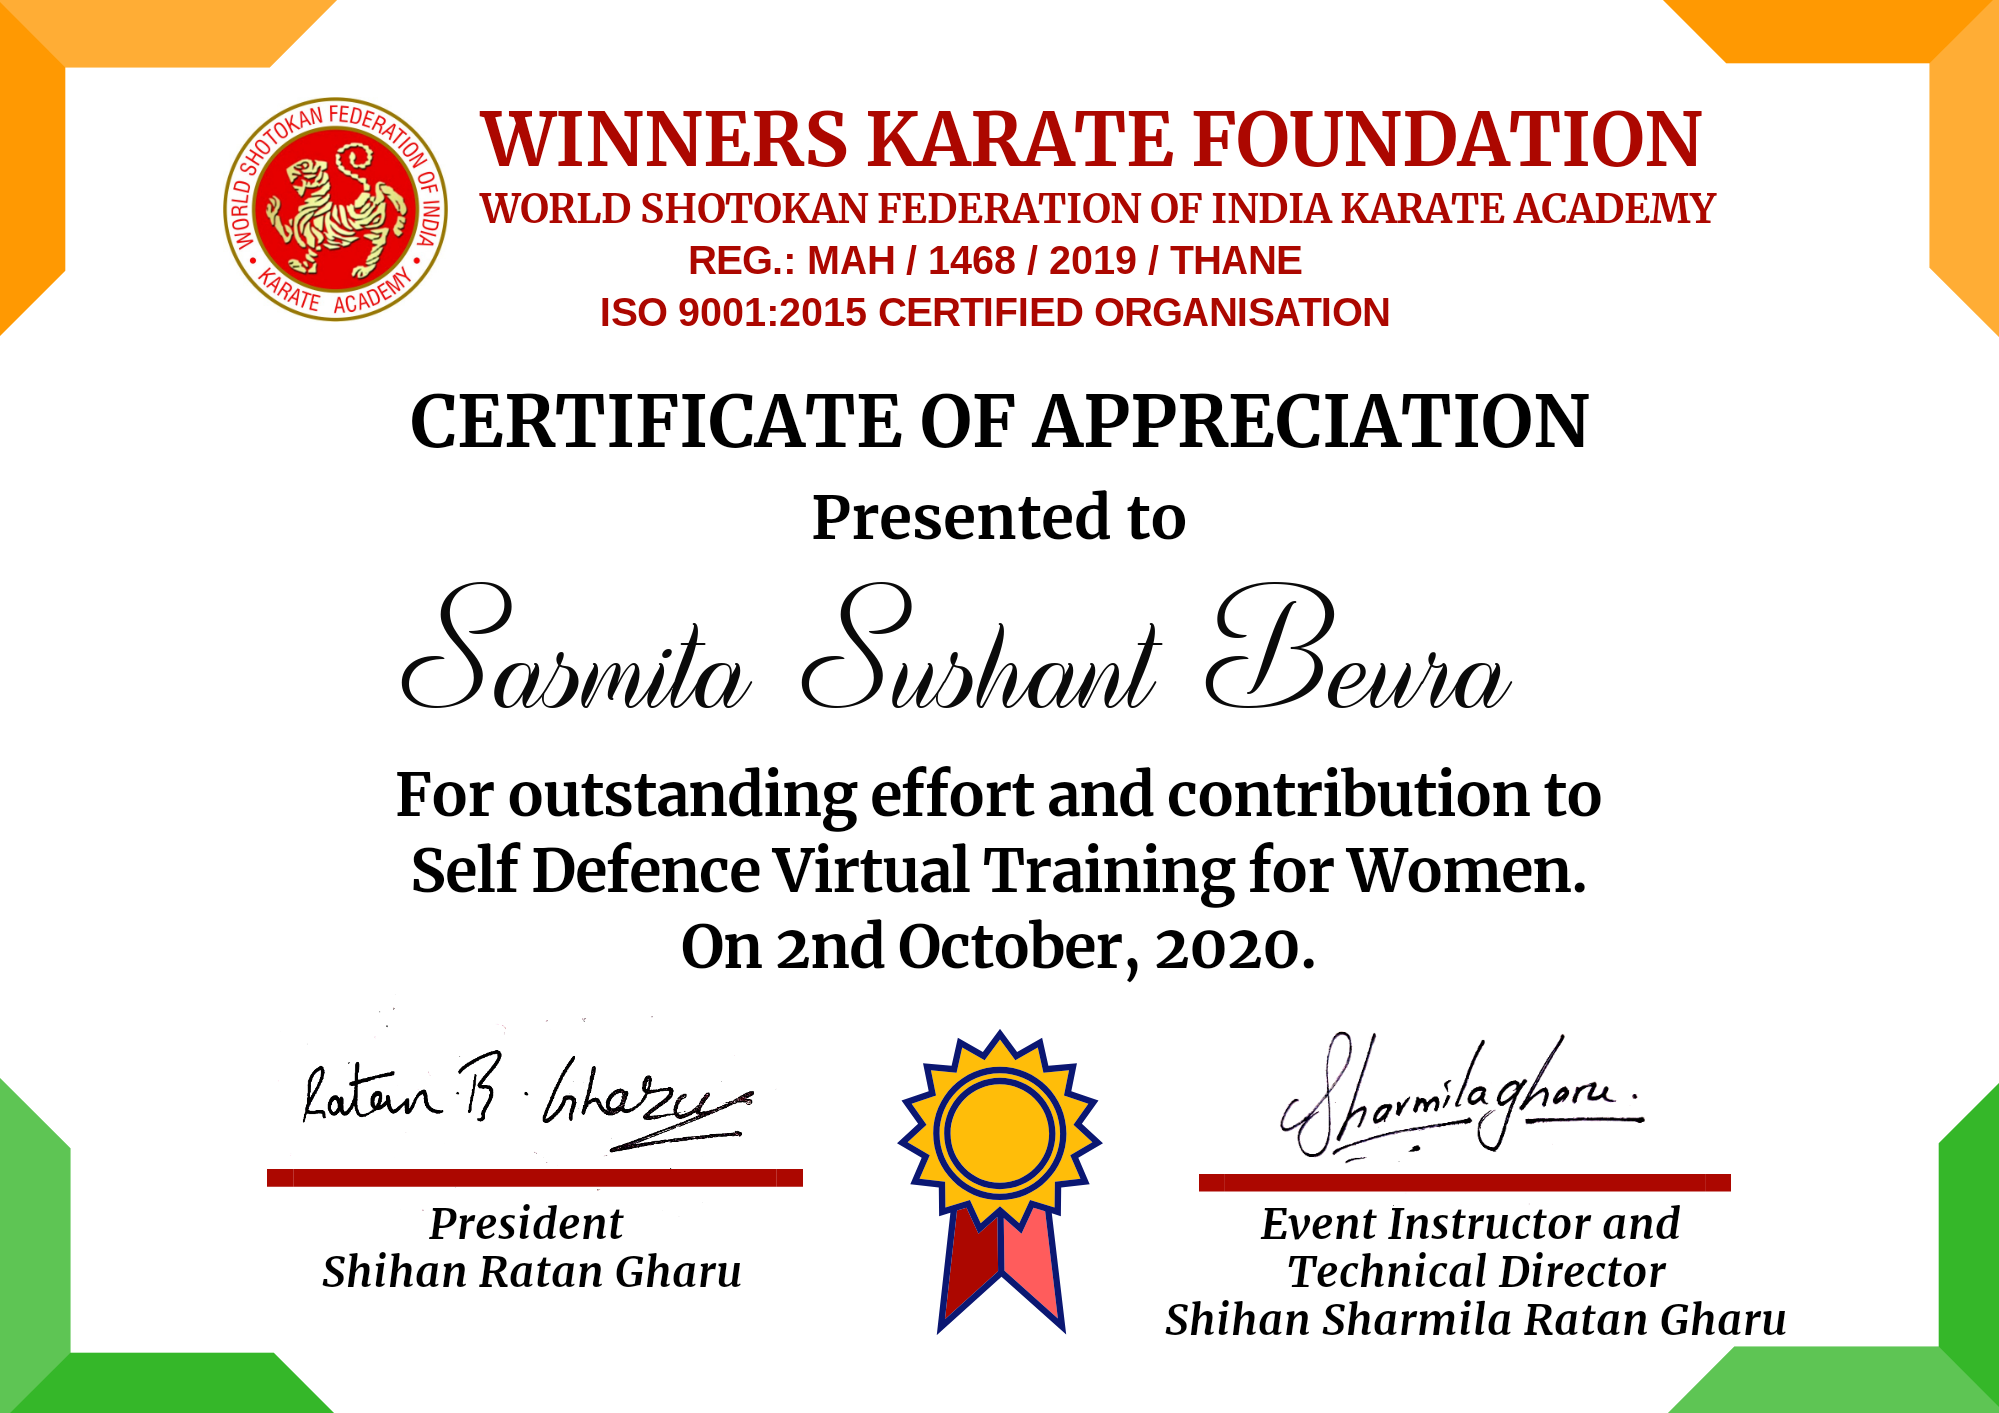 WORLD SHOTOKAN FEDERATION OF INDIA
• KARATE ACADEMY •
WINNERS KARATE FOUNDATION
WORLD SHOTOKAN FEDERATION OF INDIA KARATE ACADEMY
REG.: MAH / 1468 / 2019 / THANE
ISO 9001:2015 CERTIFIED ORGANISATION
CERTIFICATE OF APPRECIATION
Presented to
Sasmita Sushant Beura
For outstanding effort and contribution to
Self Defence Virtual Training for Women.
On 2nd October, 2020.
Ratan B. Gharu
President
Shihan Ratan Gharu
Sharmila gharu.
Event Instructor and
Technical Director
Shihan Sharmila Ratan Gharu